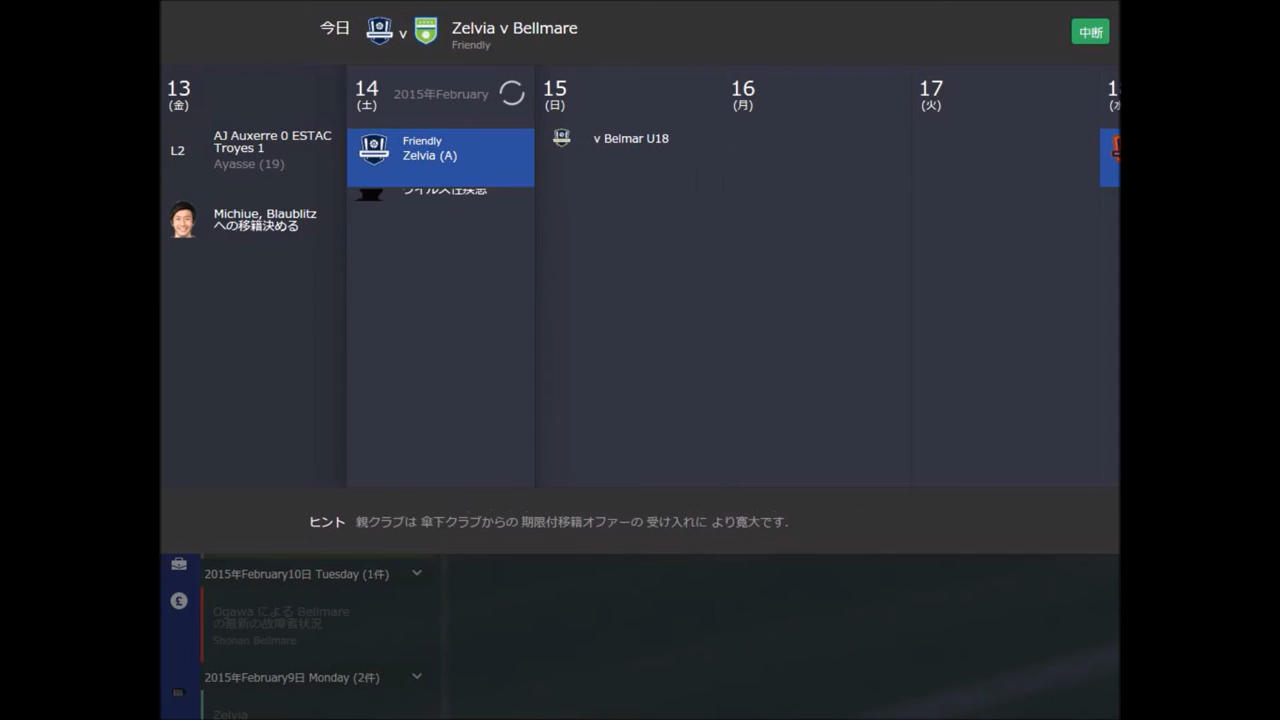 今日 v Zelvia v Bellmare
Friendly
中断
13
(金)
14
(土)
2015年February
15
(日)
16
(月)
17
(火)
L2
AJ Auxerre 0 ESTAC
Troyes 1
Ayasse (19)
Michiue, Blaublitz
への移籍決める
Friendly
Zelvia (A)
ウイルス性疾患
v Belmar U18
ヒント 親クラブは 傘下クラブからの 期限付移籍オファーの 受け入れに より寛大です.
2015年February10日 Tuesday (1件)
Ogawa による Bellmare
の最新の故障者状況
Shonan Bellmare
2015年February9日 Monday (2件)
Zelvia